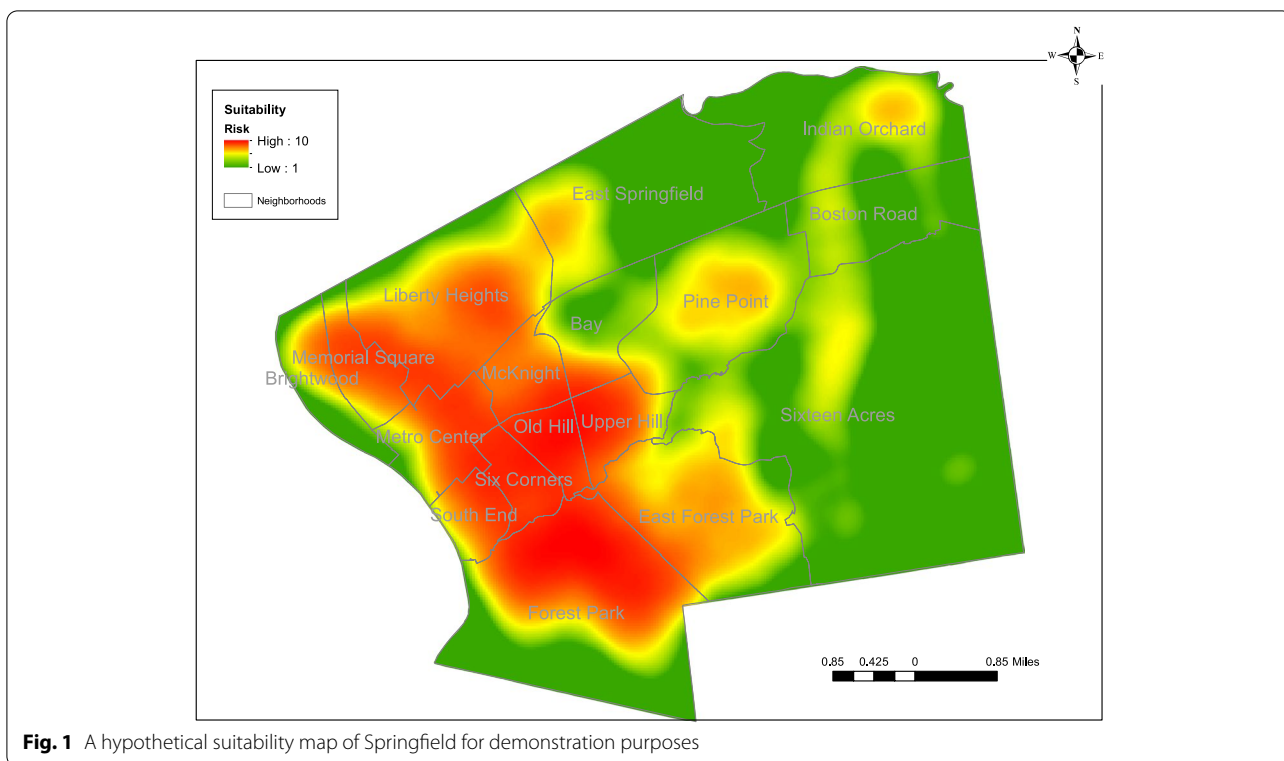 N
W E
S
Suitability
Risk
High : 10
Low : 1
Neighborhoods
Indian Orchard
East Springfield
Boston Road
Liberty Heights
Pine Point
Bay
Memorial Square
Brightwood
McKnight
Sixteen Acres
Old Hill
Upper Hill
Metro Center
Six Corners
South End
East Forest Park
Forest Park
0.85 0.425 0 0.85 Miles
Fig. 1 A hypothetical suitability map of Springfield for demonstration purposes